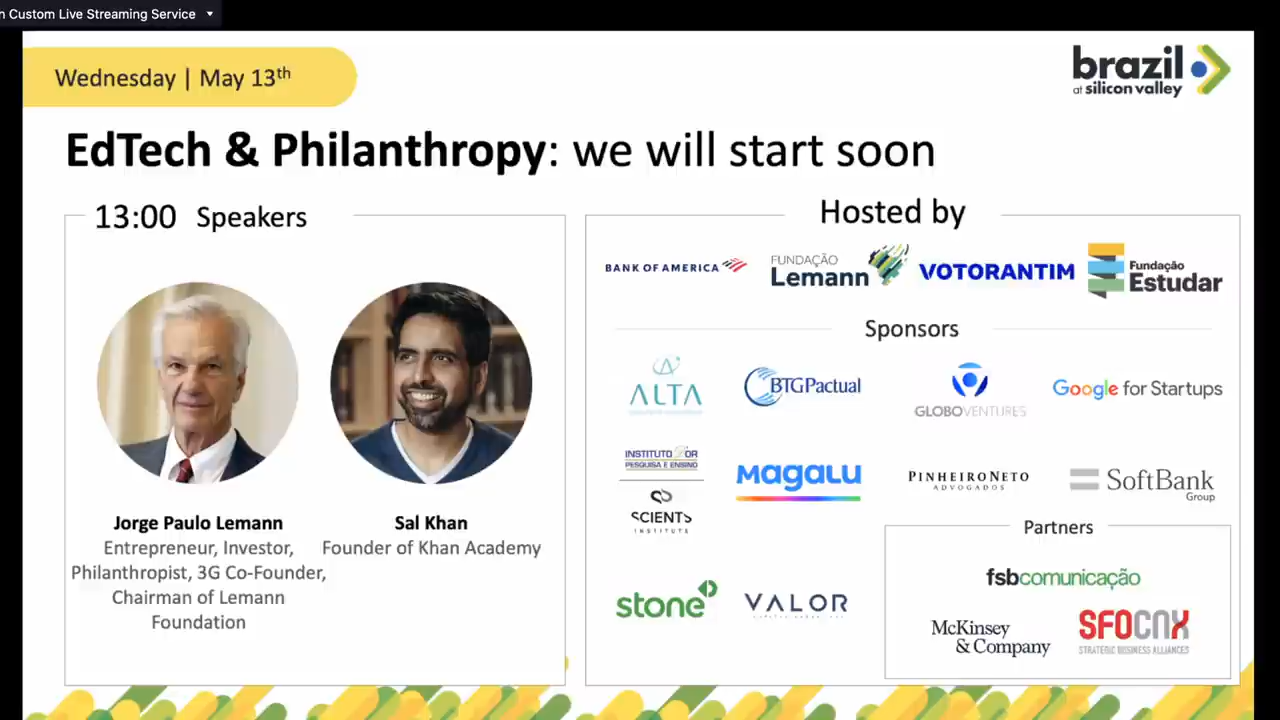 n Custom Live Streaming Service
Wednesday | May 13th
brazil
at silicon valley
EdTech & Philanthropy: we will start soon
13:00 Speakers
Jorge Paulo Lemann
Entrepreneur, Investor,
Philanthropist, 3G Co-Founder,
Chairman of Lemann
Foundation
Sal Khan
Founder of Khan Academy
Hosted by
BANK OF AMERICA
FUNDAÇÃO
Lemann
VOTORANTIM
Fundação
Estudar
Sponsors
ALTA
BTGPactual
GLOBOVENTURES
Google for Startups
INSTITUTO D'OR
PESQUISA E ENSINO
SCIENTS
INSTITUTE
MAGALU
PINHEIRONETO
ADVOGADOS
SoftBank
Group
stone
VALOR
Partners
fsbcomunicação
McKinsey
& Company
SFOCNX
STRATEGIC BUSINESS ALLIANCES